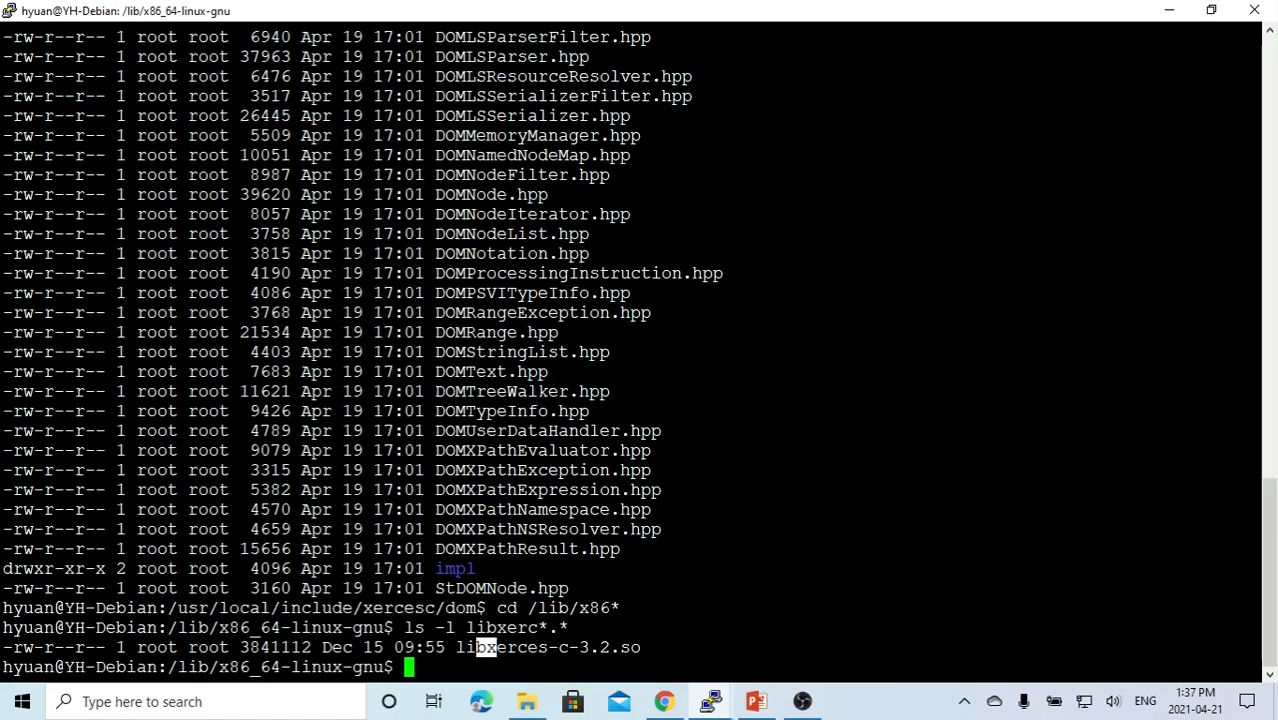 hyuan@YH-Debian: /lib/x86_64-linux-gnu
-rw-r--r-- 1 root root  6940 Apr 19 17:01 DOMLSParserFilter.hpp
-rw-r--r-- 1 root root 37963 Apr 19 17:01 DOMLSParser.hpp
-rw-r--r-- 1 root root  6476 Apr 19 17:01 DOMLSResourceResolver.hpp
-rw-r--r-- 1 root root  3517 Apr 19 17:01 DOMLSSerializerFilter.hpp
-rw-r--r-- 1 root root 26445 Apr 19 17:01 DOMLSSerializer.hpp
-rw-r--r-- 1 root root  5509 Apr 19 17:01 DOMMemoryManager.hpp
-rw-r--r-- 1 root root 10051 Apr 19 17:01 DOMNamedNodeMap.hpp
-rw-r--r-- 1 root root  8987 Apr 19 17:01 DOMNodeFilter.hpp
-rw-r--r-- 1 root root 39620 Apr 19 17:01 DOMNode.hpp
-rw-r--r-- 1 root root  8057 Apr 19 17:01 DOMNodeIterator.hpp
-rw-r--r-- 1 root root  3758 Apr 19 17:01 DOMNodeList.hpp
-rw-r--r-- 1 root root  3815 Apr 19 17:01 DOMNotation.hpp
-rw-r--r-- 1 root root  4190 Apr 19 17:01 DOMProcessingInstruction.hpp
-rw-r--r-- 1 root root  4086 Apr 19 17:01 DOMPSVITypeInfo.hpp
-rw-r--r-- 1 root root  3768 Apr 19 17:01 DOMRangeException.hpp
-rw-r--r-- 1 root root 21534 Apr 19 17:01 DOMRange.hpp
-rw-r--r-- 1 root root  4403 Apr 19 17:01 DOMStringList.hpp
-rw-r--r-- 1 root root  7683 Apr 19 17:01 DOMText.hpp
-rw-r--r-- 1 root root 11621 Apr 19 17:01 DOMTreeWalker.hpp
-rw-r--r-- 1 root root  9426 Apr 19 17:01 DOMTypeInfo.hpp
-rw-r--r-- 1 root root  4789 Apr 19 17:01 DOMUserDataHandler.hpp
-rw-r--r-- 1 root root  9079 Apr 19 17:01 DOMXPathEvaluator.hpp
-rw-r--r-- 1 root root  3315 Apr 19 17:01 DOMXPathException.hpp
-rw-r--r-- 1 root root  5382 Apr 19 17:01 DOMXPathExpression.hpp
-rw-r--r-- 1 root root  4570 Apr 19 17:01 DOMXPathNamespace.hpp
-rw-r--r-- 1 root root  4659 Apr 19 17:01 DOMXPathNSResolver.hpp
-rw-r--r-- 1 root root 15656 Apr 19 17:01 DOMXPathResult.hpp
drwxr-xr-x 2 root root  4096 Apr 19 17:01 impl
-rw-r--r-- 1 root root  3160 Apr 19 17:01 StDOMNode.hpp
hyuan@YH-Debian:/usr/local/include/xercesc/dom$ cd /lib/x86*
hyuan@YH-Debian:/lib/x86_64-linux-gnu$ ls -l libxerc*.*
-rw-r--r-- 1 root root 3841112 Dec 15 09:55 libxerces-c-3.2.so
hyuan@YH-Debian:/lib/x86_64-linux-gnu$
Type here to search
ENG
1:37 PM
2021-04-21